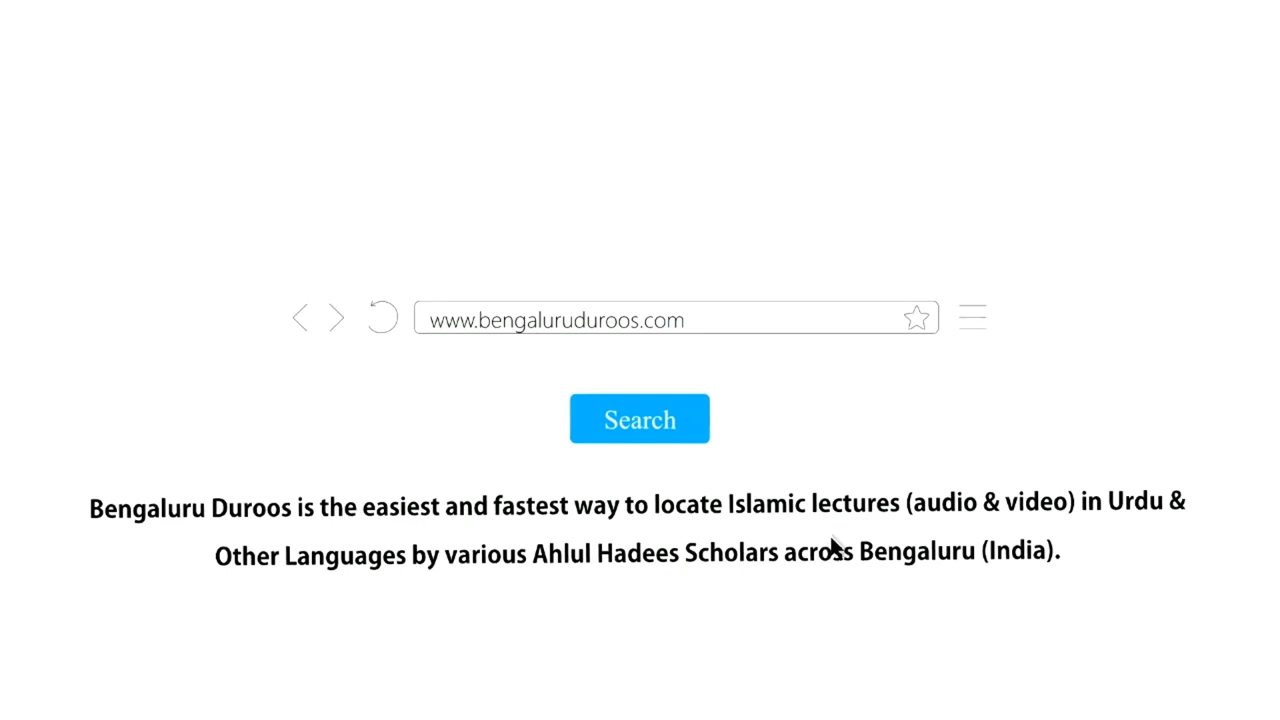 www.bengaluruduroos.com
Search
Bengaluru Duroos is the easiest and fastest way to locate Islamic lectures (audio & video) in Urdu &
Other Languages by various Ahlul Hadees Scholars across Bengaluru (India).